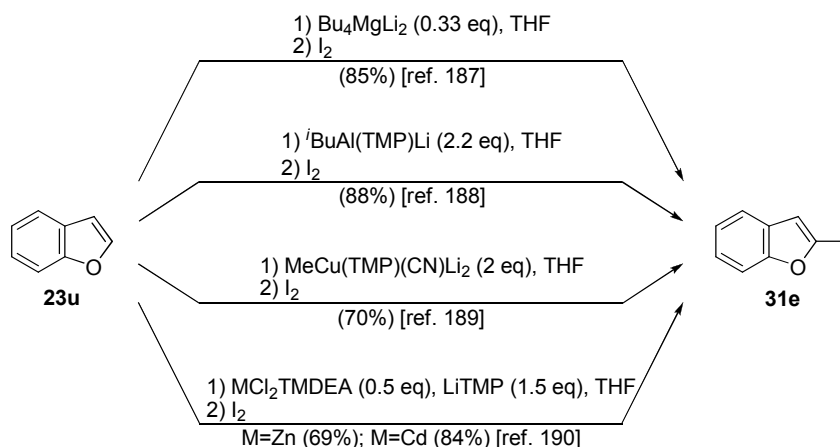 1) Bu₄MgLi₂ (0.33 eq), THF
2) I₂
(85%) [ref. 187]
1) ⁱBuAl(TMP)Li (2.2 eq), THF
2) I₂
(88%) [ref. 188]
O
23u
1) MeCu(TMP)(CN)Li₂ (2 eq), THF
2) I₂
(70%) [ref. 189]
O
31e
1) MCl₂TMDEA (0.5 eq), LiTMP (1.5 eq), THF
2) I₂
M=Zn (69%); M=Cd (84%) [ref. 190]